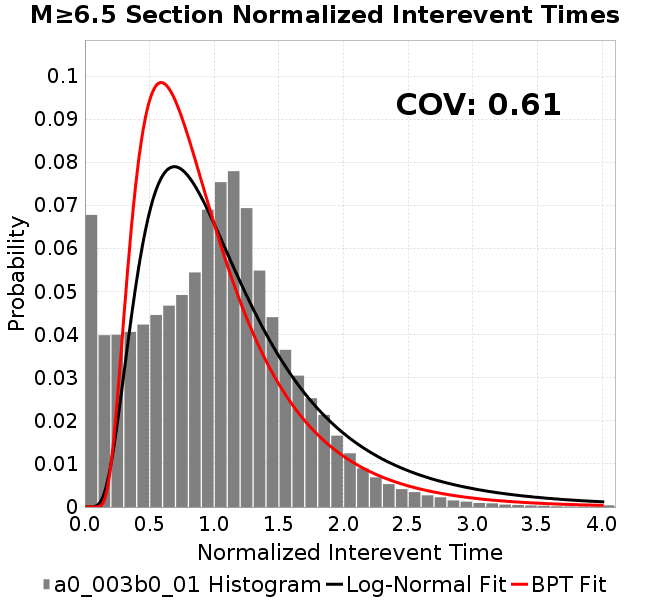 M≥6.5 Section Normalized Interevent Times
COV: 0.61
Probability
0.1
0.09
0.08
0.07
0.06
0.05
0.04
0.03
0.02
0.01
0
0.0 0.5 1.0 1.5 2.0 2.5 3.0 3.5 4.0
Normalized Interevent Time
a0_003b0_01 Histogram Log-Normal Fit BPT Fit